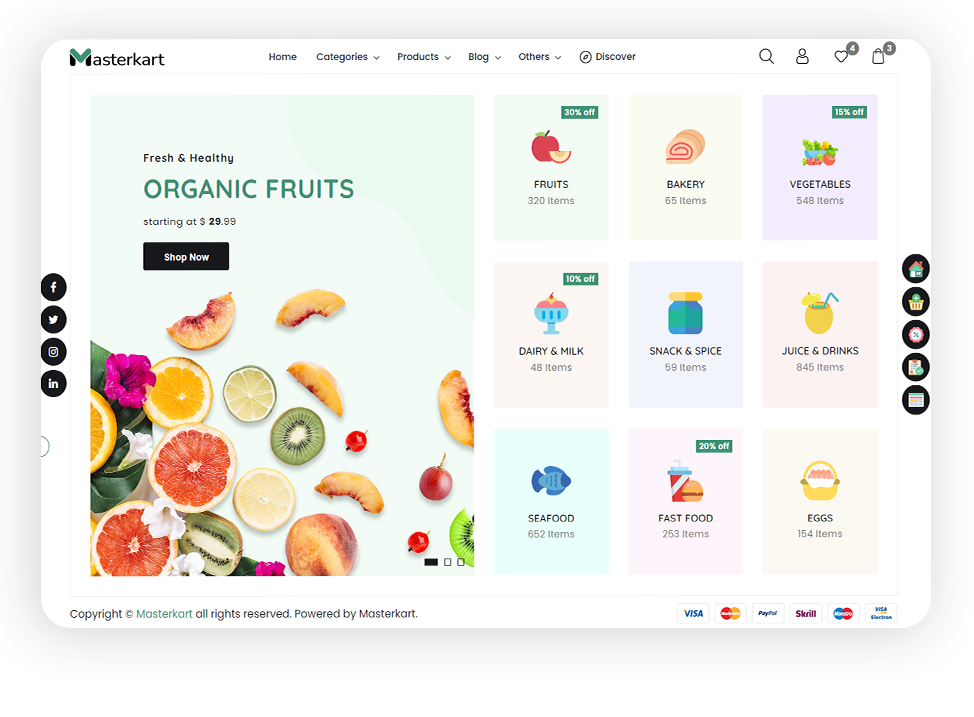 Masterkart
Home Categories Products Blog Others Discover
4 3
Fresh & Healthy
ORGANIC FRUITS
starting at $ 29.99
Shop Now
30% off
FRUITS
320 Items
BAKERY
65 Items
15% off
VEGETABLES
548 Items
10% off
DAIRY & MILK
48 Items
SNACK & SPICE
59 Items
JUICE & DRINKS
845 Items
SEAFOOD
652 Items
20% off
FAST FOOD
253 Items
EGGS
154 Items
Copyright © Masterkart all rights reserved. Powered by Masterkart.
VISA MasterCard PayPal Skrill Maestro VISA Electron